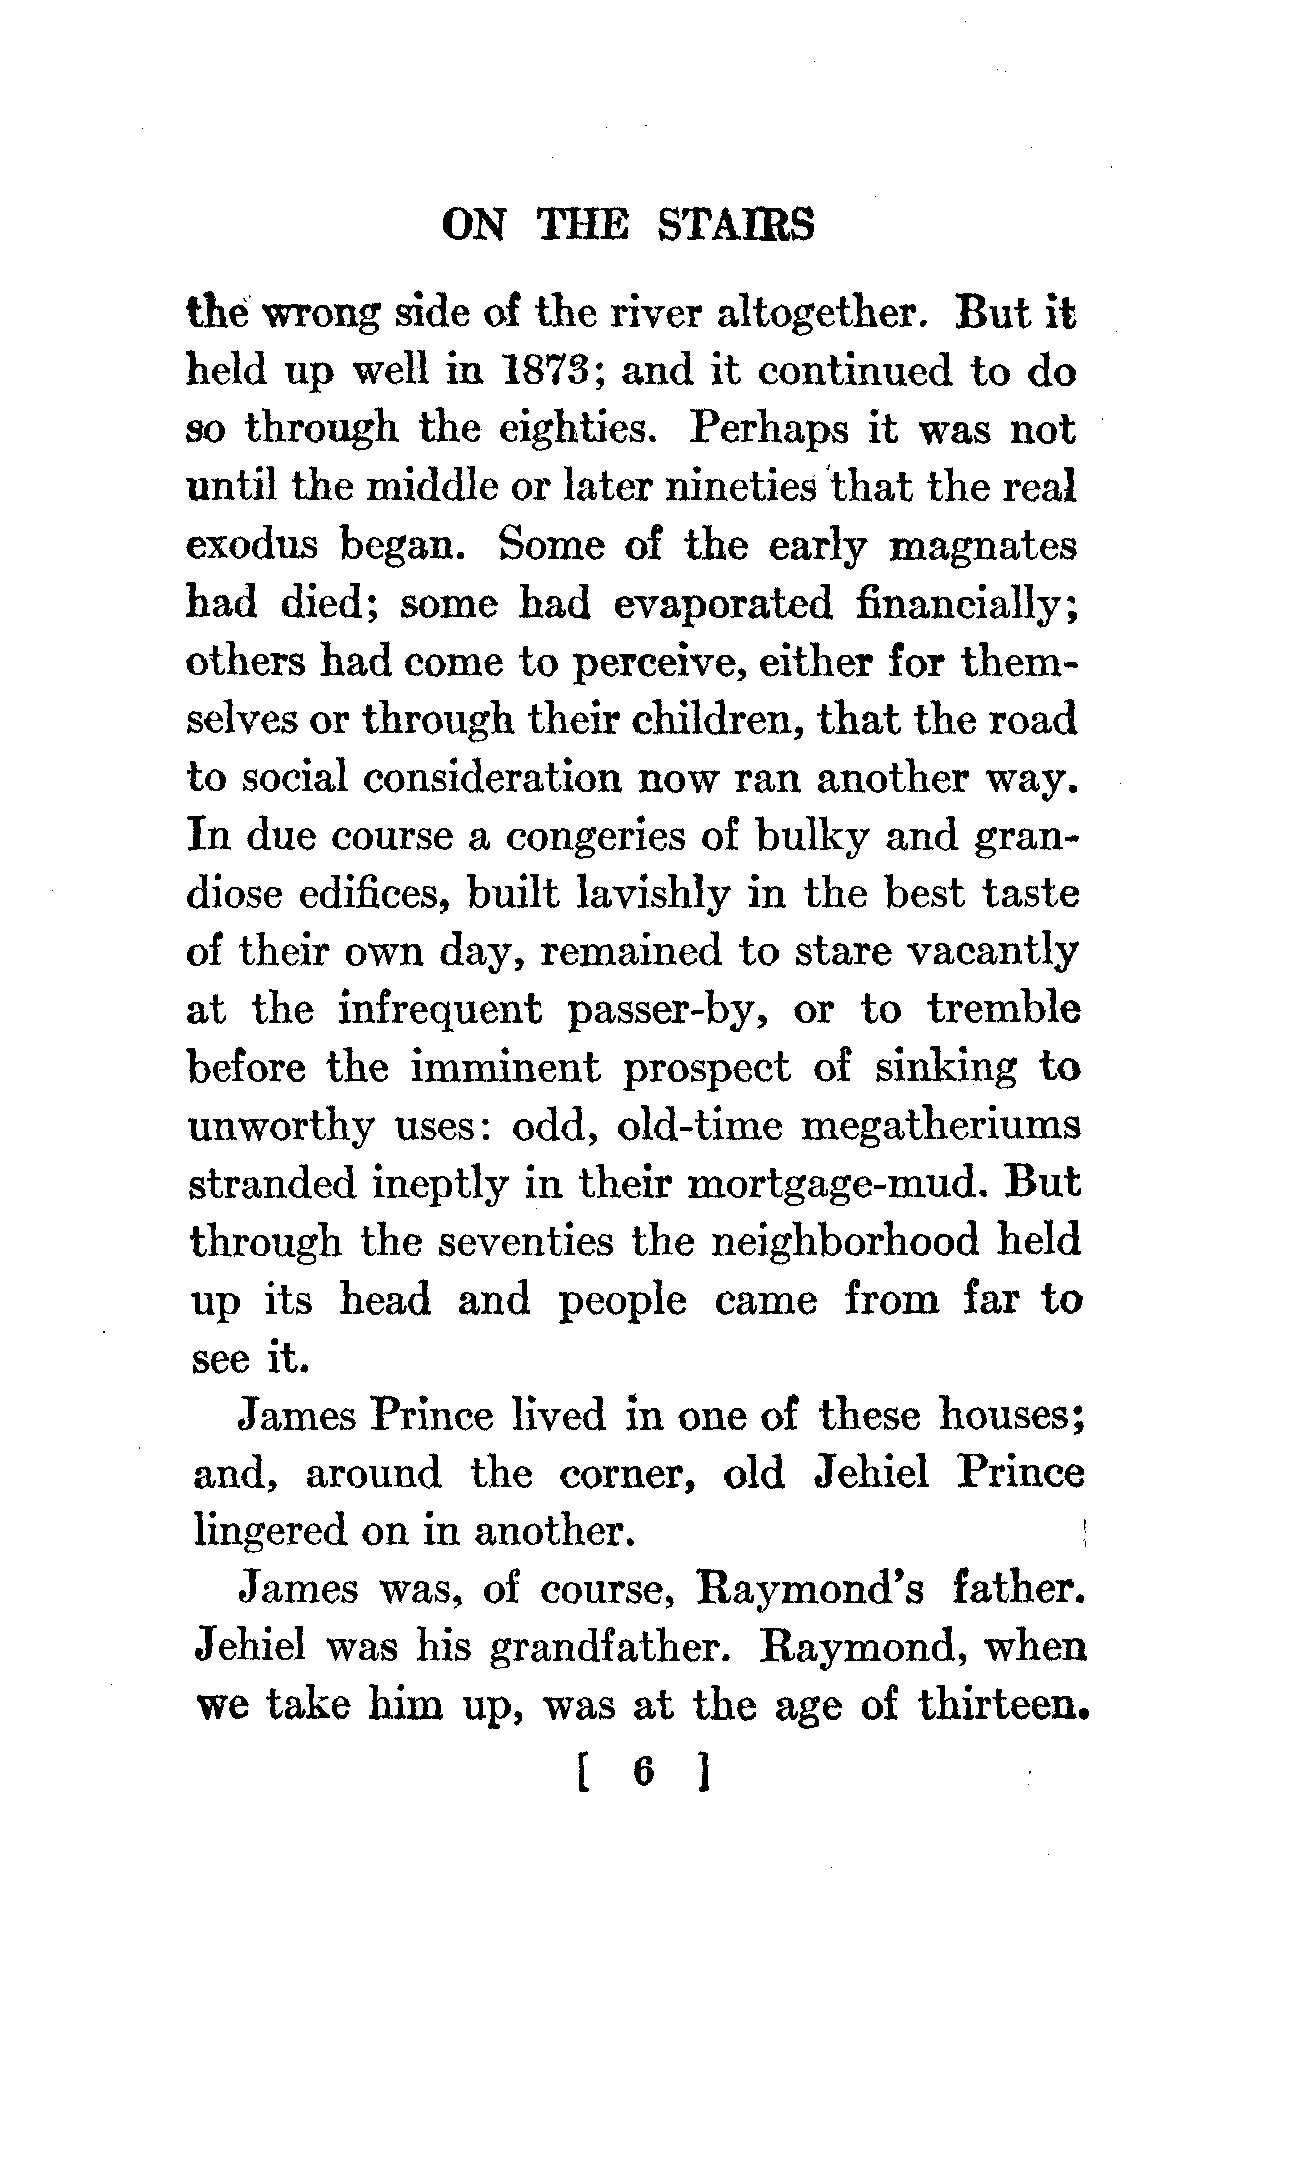 ON THE STAIRS
the wrong side of the river altogether. But it
held up well in 1873; and it continued to do
so through the eighties. Perhaps it was not
until the middle or later nineties that the real
exodus began. Some of the early magnates
had died; some had evaporated financially;
others had come to perceive, either for them-
selves or through their children, that the road
to social consideration now ran another way.
In due course a congeries of bulky and gran-
diose edifices, built lavishly in the best taste
of their own day, remained to stare vacantly
at the infrequent passer-by, or to tremble
before the imminent prospect of sinking to
unworthy uses: odd, old-time megatheriums
stranded ineptly in their mortgage-mud. But
through the seventies the neighborhood held
up its head and people came from far to
see it.
James Prince lived in one of these houses;
and, around the corner, old Jehiel Prince
lingered on in another.
James was, of course, Raymond's father.
Jehiel was his grandfather. Raymond, when
we take him up, was at the age of thirteen.
[ 6 ]